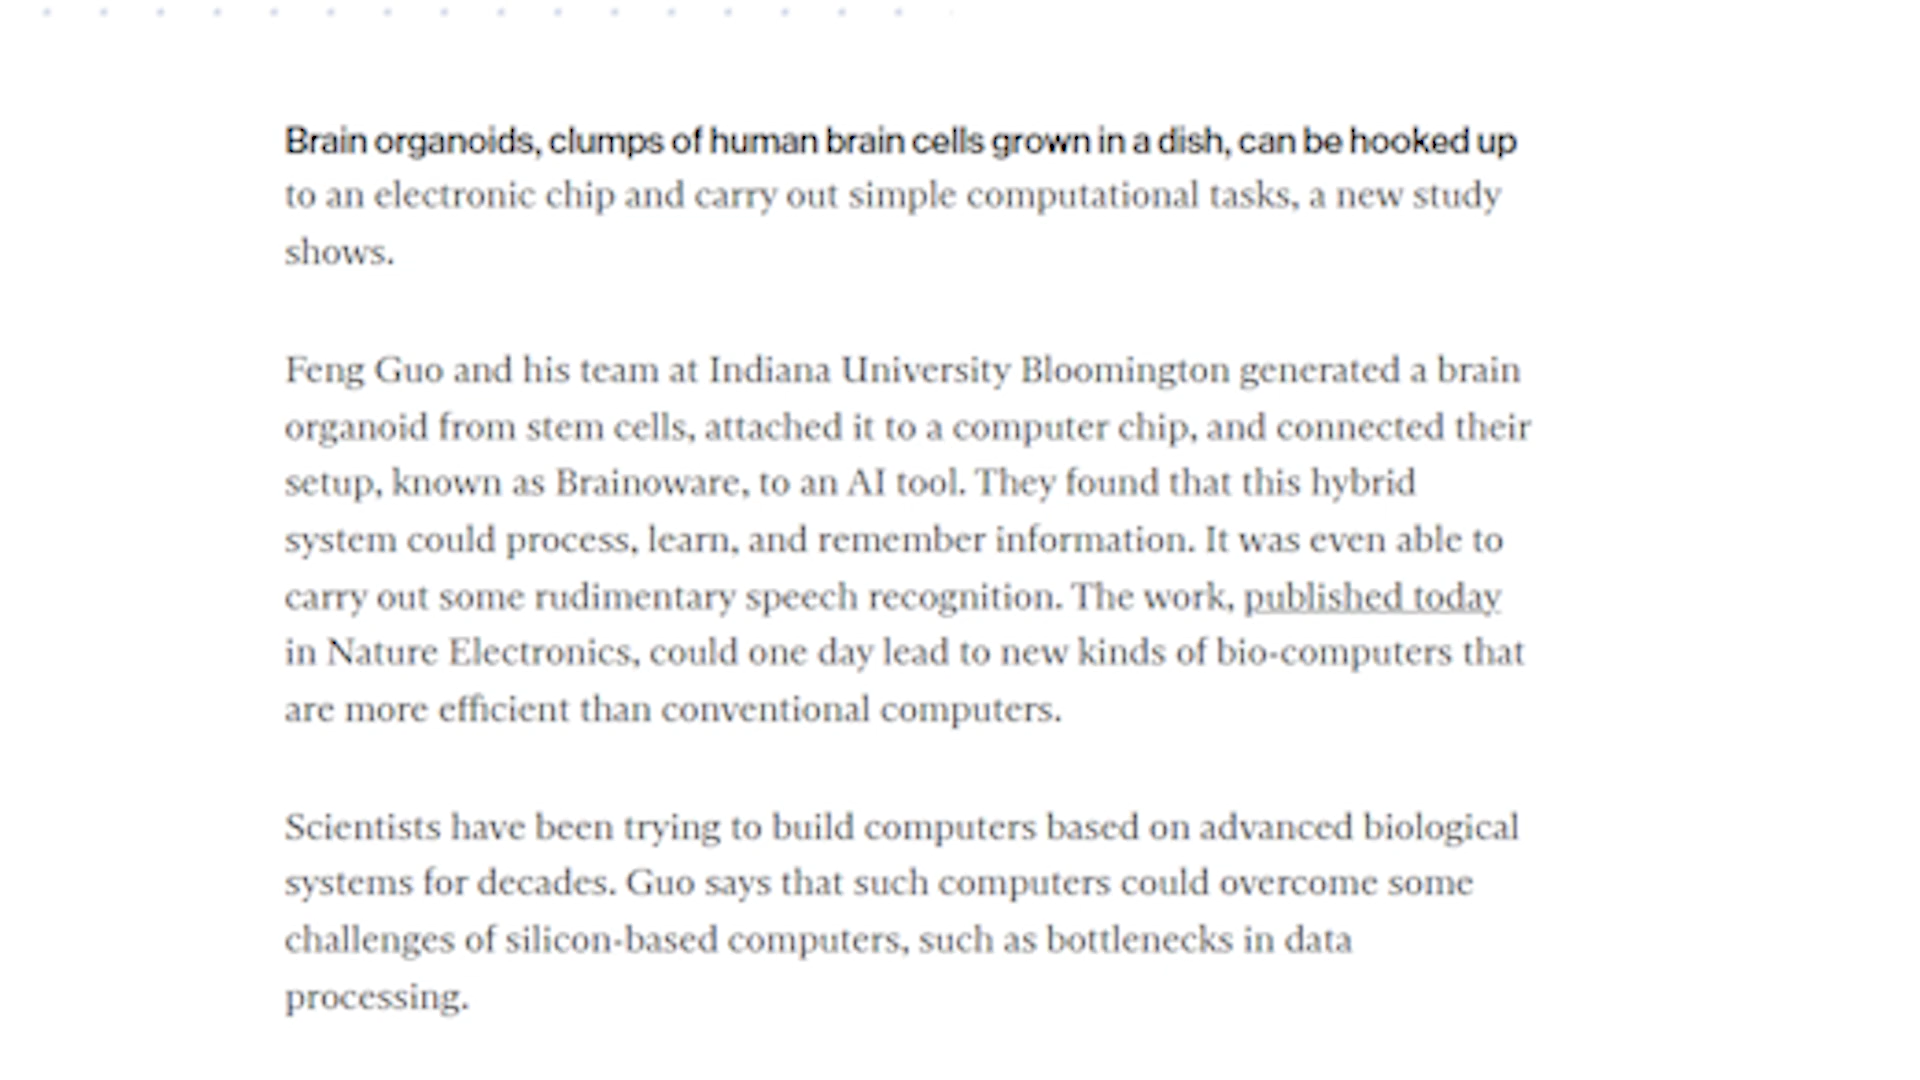 Brain organoids, clumps of human brain cells grown in a dish, can be hooked up
to an electronic chip and carry out simple computational tasks, a new study
shows.
Feng Guo and his team at Indiana University Bloomington generated a brain
organoid from stem cells, attached it to a computer chip, and connected their
setup, known as Brainoware, to an AI tool. They found that this hybrid
system could process, learn, and remember information. It was even able to
carry out some rudimentary speech recognition. The work, published today
in Nature Electronics, could one day lead to new kinds of bio-computers that
are more efficient than conventional computers.
Scientists have been trying to build computers based on advanced biological
systems for decades. Guo says that such computers could overcome some
challenges of silicon-based computers, such as bottlenecks in data
processing.